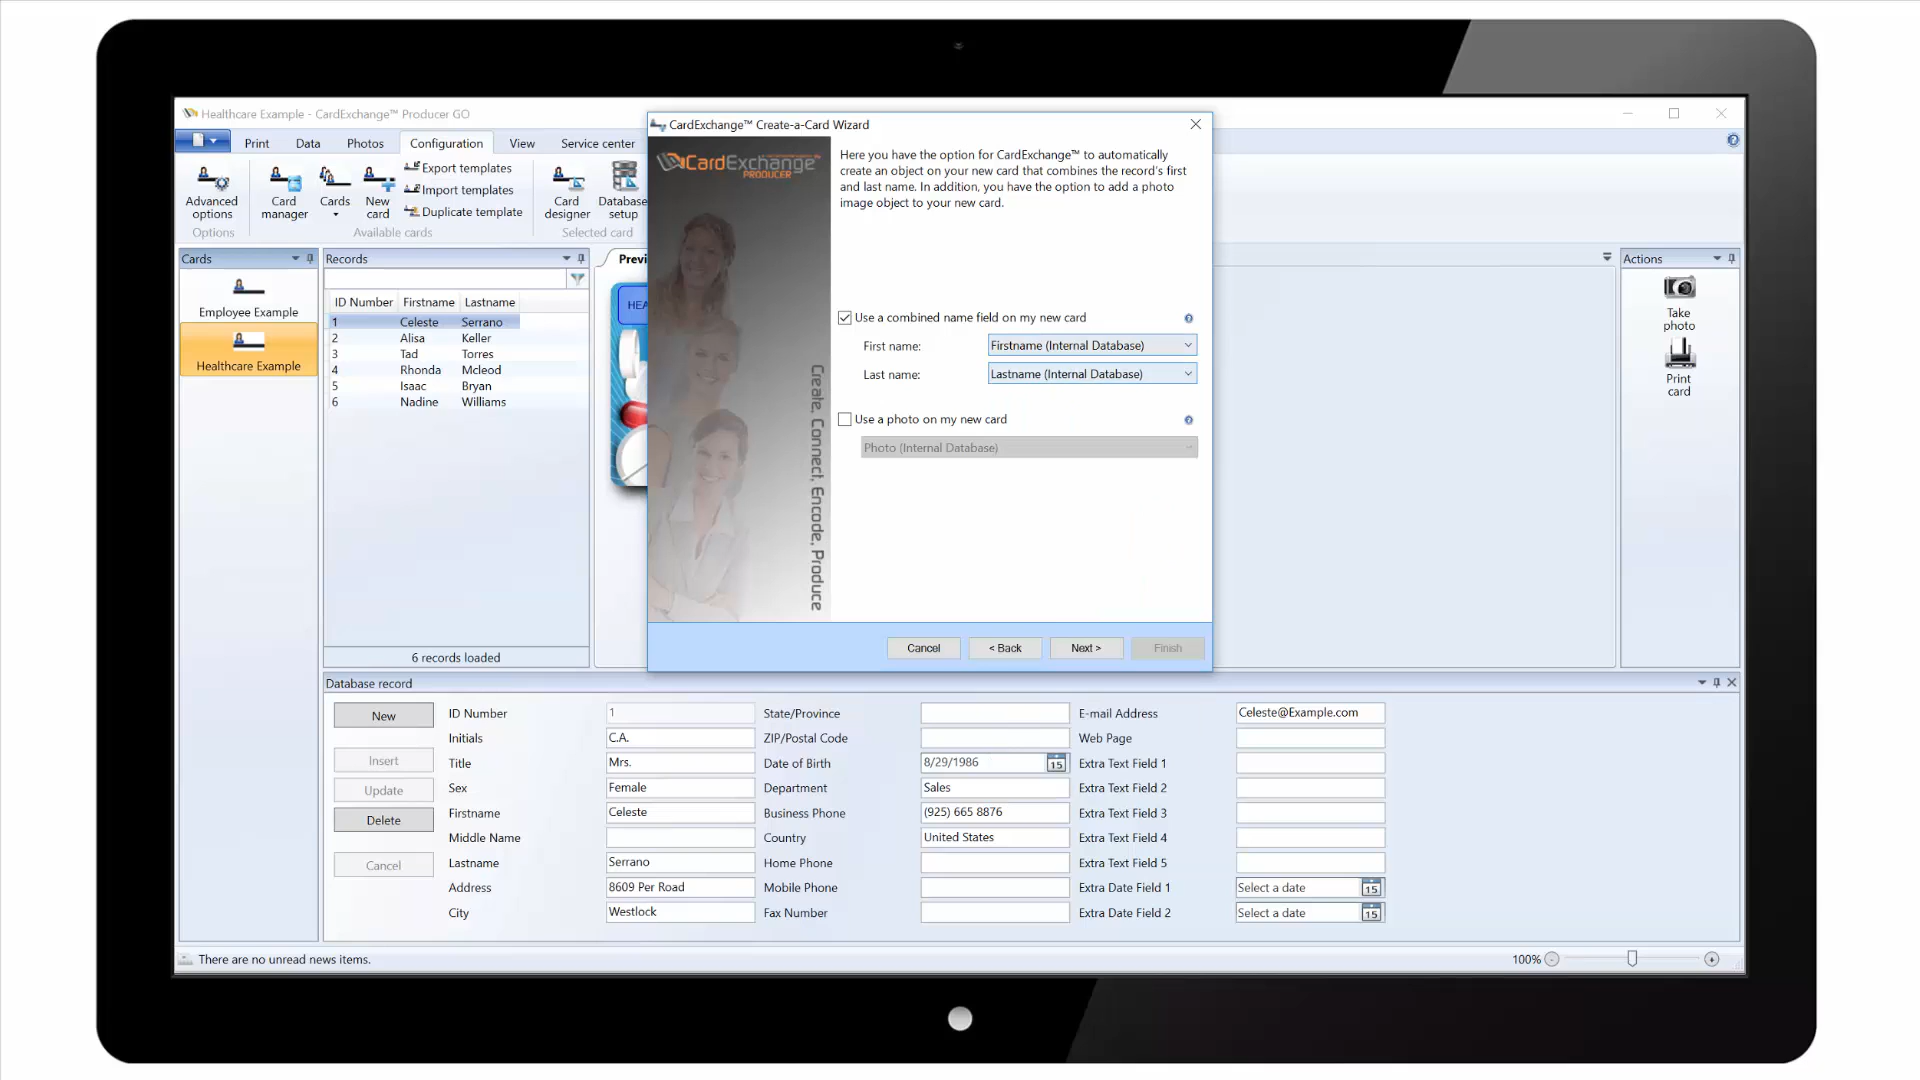 Healthcare Example - CardExchange™ Producer GO
Print
Data
Photos
Configuration
View
Service center
Advanced options
Card manager
Cards
New card
Export templates
Import templates
Duplicate template
Card designer
Database setup
Options
Available cards
Selected card
Cards
Employee Example
Healthcare Example
Records
ID Number Firstname Lastname
1 Celeste Serrano
2 Alisa Keller
3 Tad Torres
4 Rhonda Mcleod
5 Isaac Bryan
6 Nadine Williams
6 records loaded
Previ
HEA
CardExchange™ Create-a-Card Wizard
CardExchange™
PRODUCER
Create, Connect, Encode, Produce
Here you have the option for CardExchange™ to automatically
create an object on your new card that combines the record's first
and last name. In addition, you have the option to add a photo
image object to your new card.
Use a combined name field on my new card
First name: Firstname (Internal Database)
Last name: Lastname (Internal Database)
Use a photo on my new card
Photo (Internal Database)
Cancel
< Back
Next >
Finish
Actions
Take photo
Print card
Database record
New
Insert
Update
Delete
Cancel
ID Number 1
Initials C.A.
Title Mrs.
Sex Female
Firstname Celeste
Middle Name
Lastname Serrano
Address 8609 Per Road
City Westlock
State/Province
ZIP/Postal Code
Date of Birth 8/29/1986 15
Department Sales
Business Phone (925) 665 8876
Country United States
Home Phone
Mobile Phone
Fax Number
E-mail Address Celeste@Example.com
Web Page
Extra Text Field 1
Extra Text Field 2
Extra Text Field 3
Extra Text Field 4
Extra Text Field 5
Extra Date Field 1 Select a date 15
Extra Date Field 2 Select a date 15
There are no unread news items.
100%